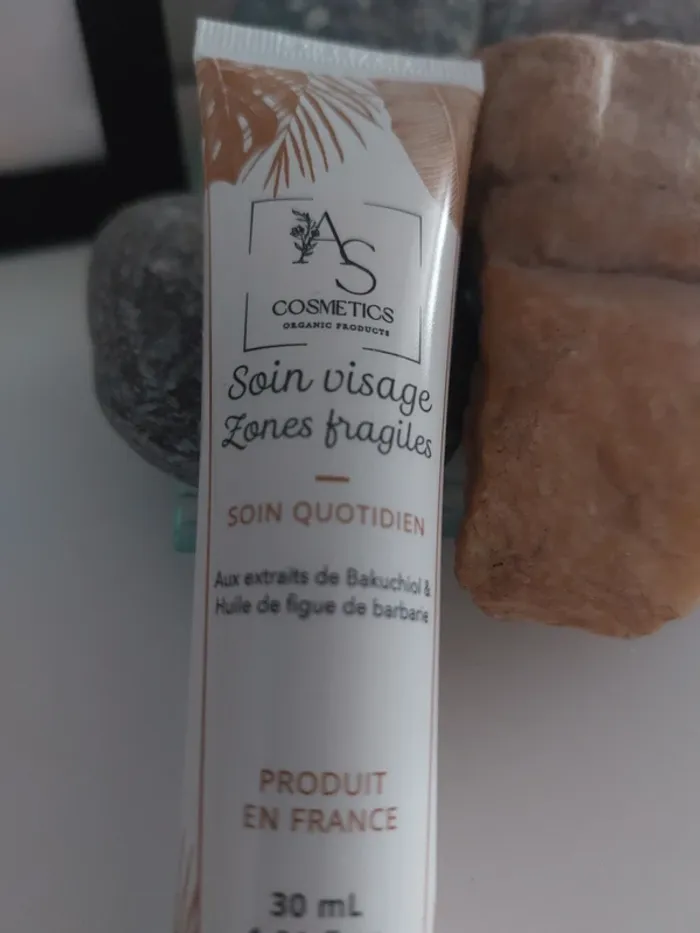 AS
COSMETICS
ORGANIC PRODUCTS
Soin visage
Zones fragiles
SOIN QUOTIDIEN
Aux extraits de Bakuchiol &
Huile de figue de barbarie
PRODUIT
EN FRANCE
30 mL